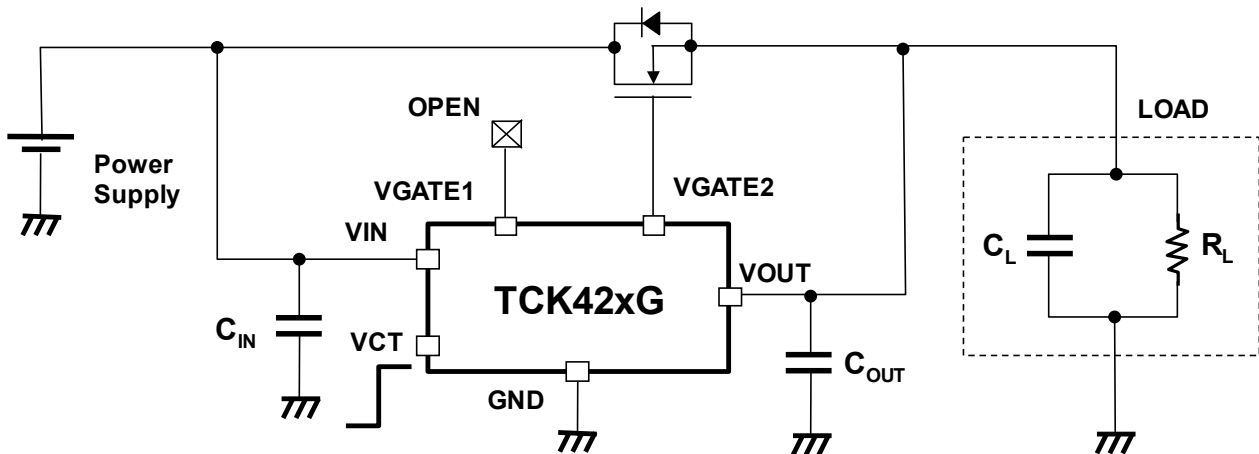 OPEN
LOAD
Power
Supply
VGATE1
VGATE2
VIN
VOUT
C_L
R_L
TCK42xG
C_IN
VCT
C_OUT
GND